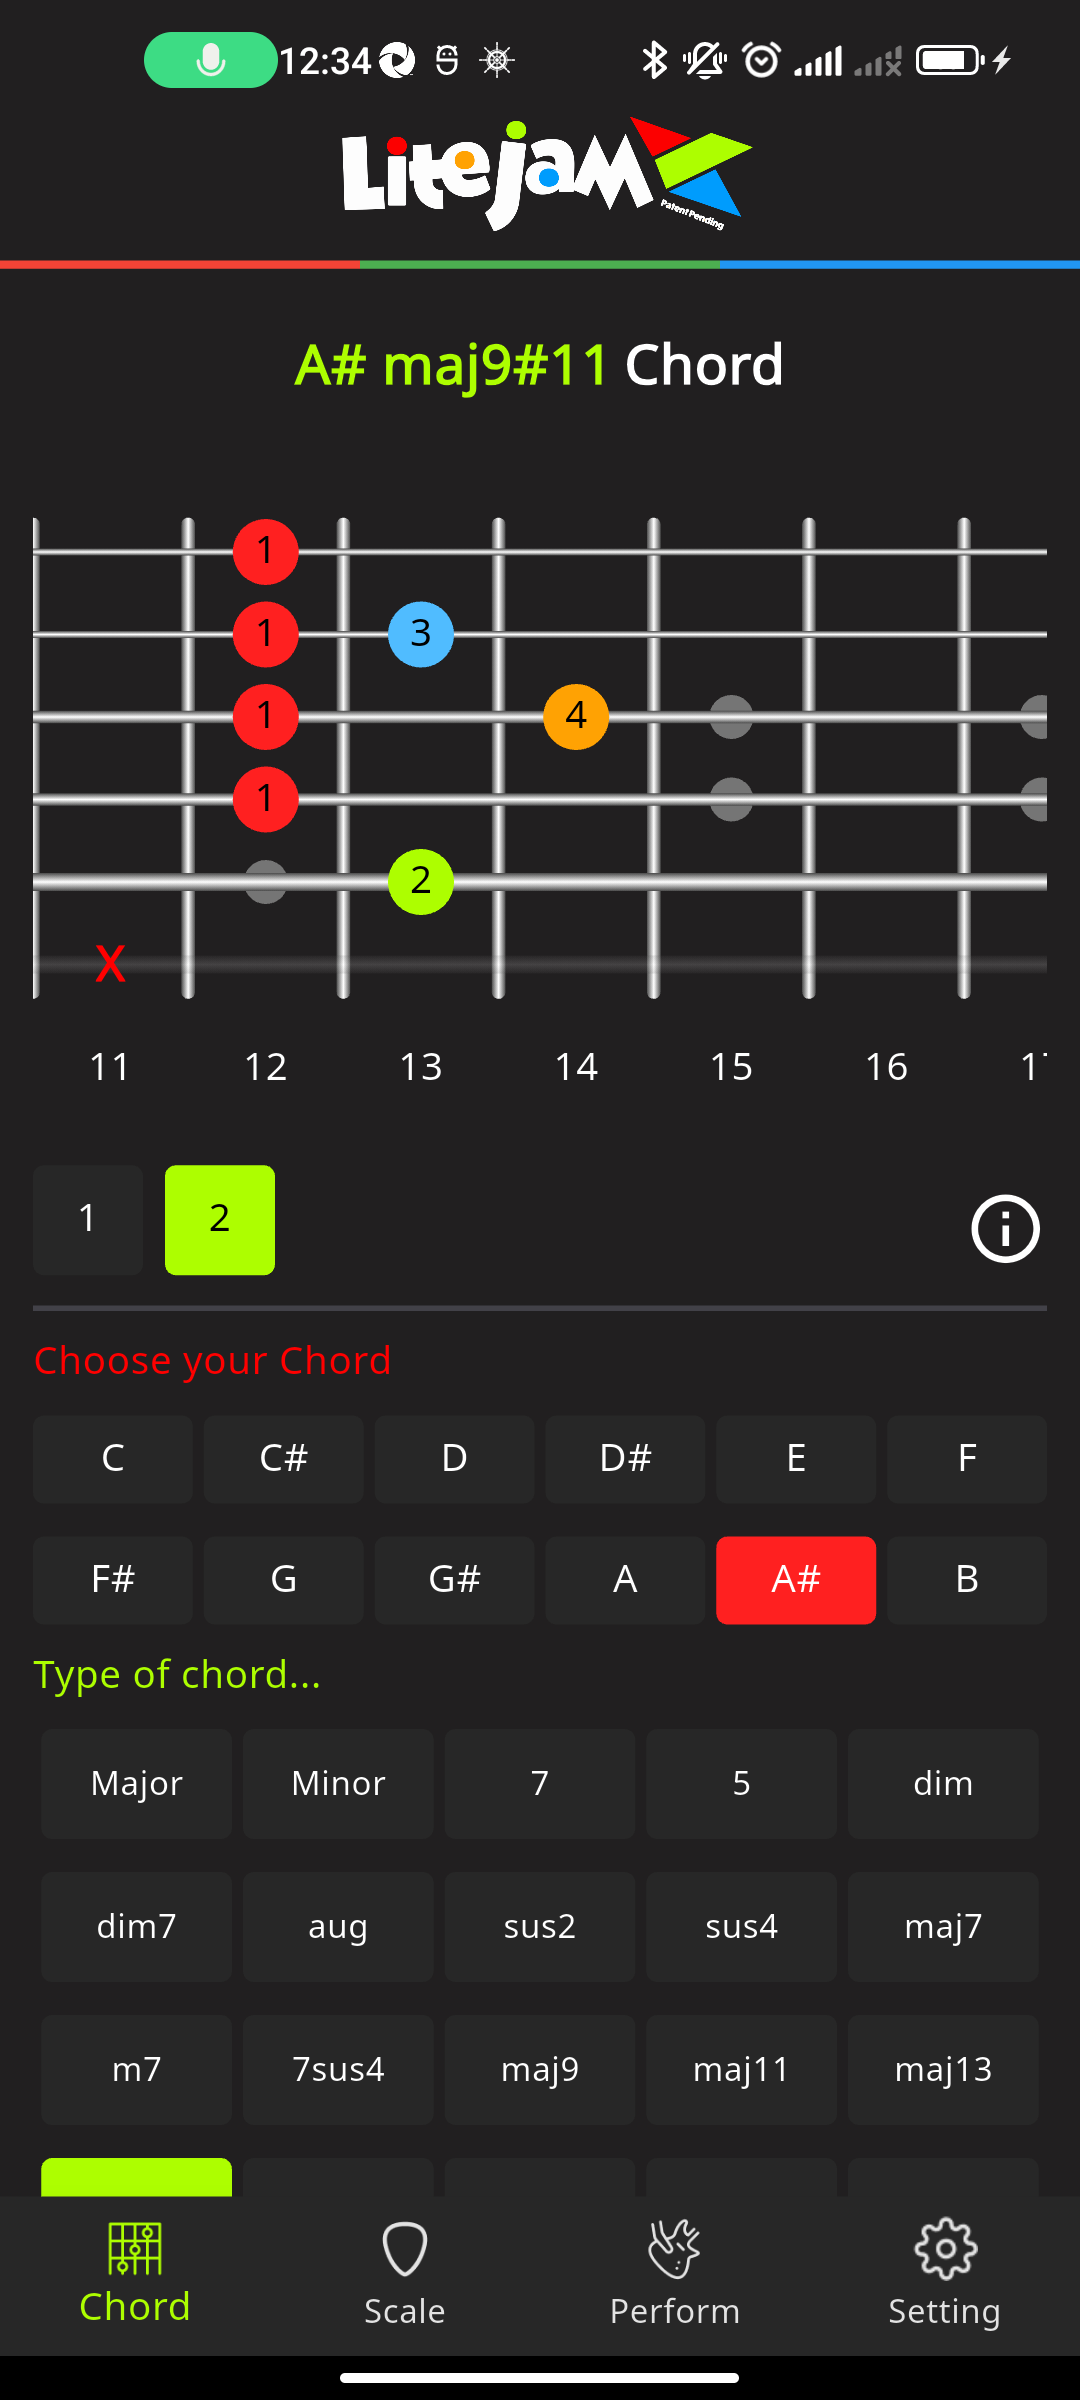 12:34
Litejam
Patent Pending
A# maj9#11 Chord
1
1 3
1 4
1
2
X
11 12 13 14 15 16
1 2
Choose your Chord
C C# D D# E F
F# G G# A A# B
Type of chord...
Major Minor 7 5 dim
dim7 aug sus2 sus4 maj7
m7 7sus4 maj9 maj11 maj13
Chord Scale Perform Setting